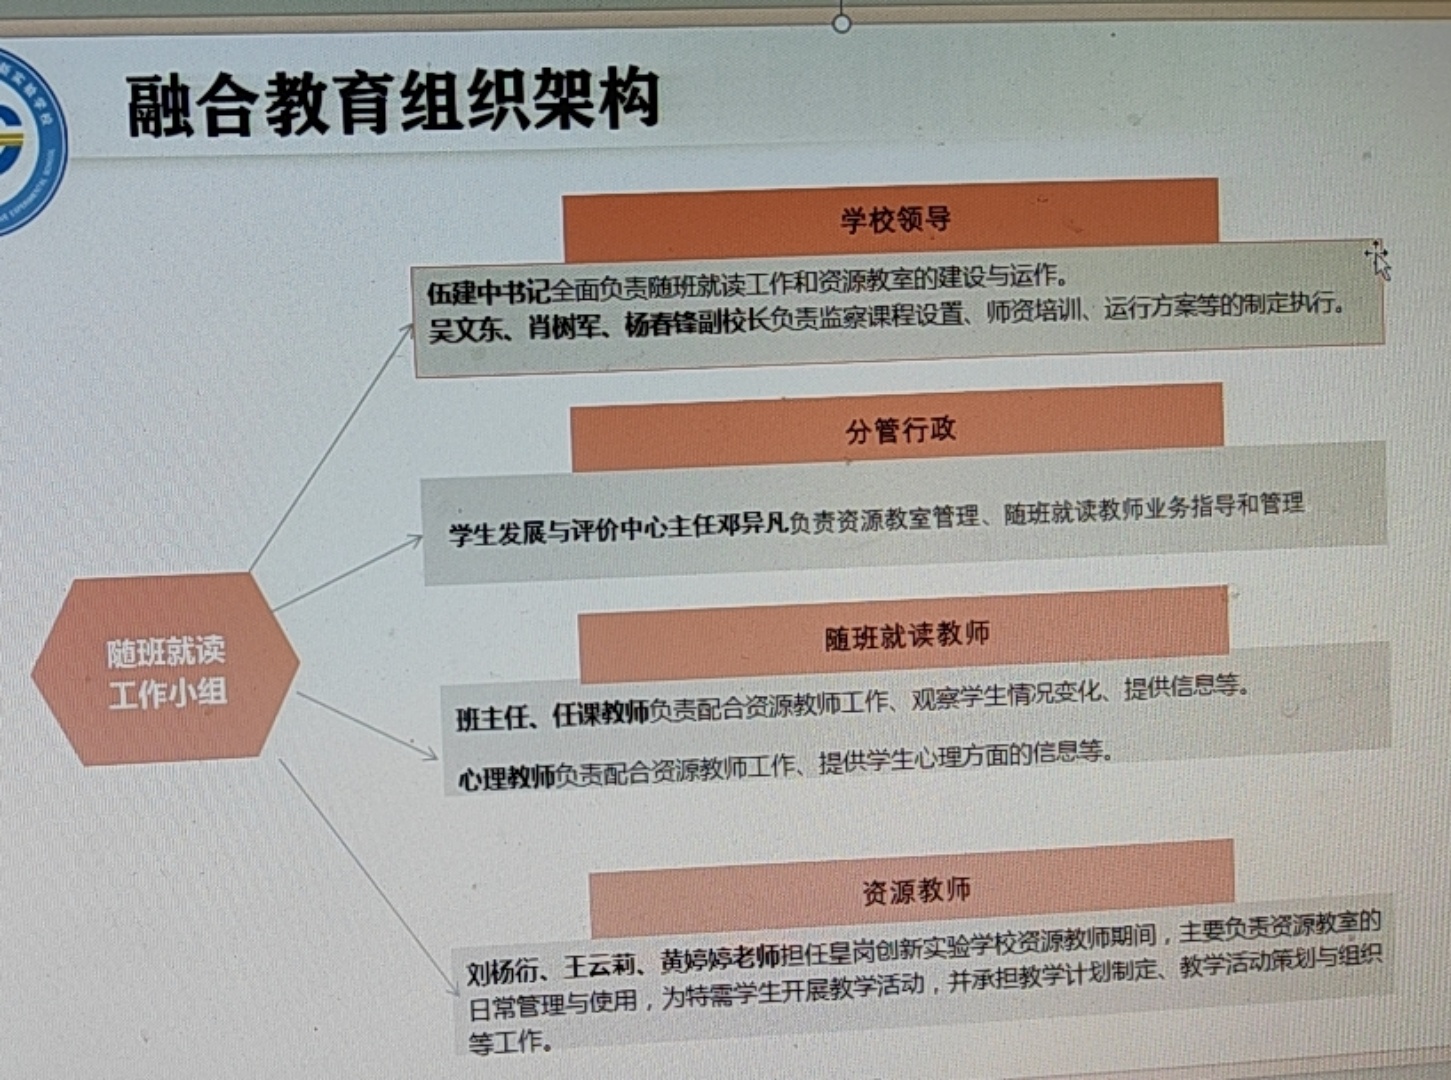 融合教育组织架构
学校领导
伍建中书记全面负责随班就读工作和资源教室的建设与运作。
吴文东、肖树军、杨春锋副校长负责监察课程设置、师资培训、运行方案等的制定执行。
分管行政
学生发展与评价中心主任邓异凡负责资源教室管理、随班就读教师业务指导和管理
随班就读
工作小组
随班就读教师
班主任、任课教师负责配合资源教师工作、观察学生情况变化、提供信息等。
心理教师负责配合资源教师工作、提供学生心理方面的信息等。
资源教师
刘杨衍、王云莉、黄婷婷老师担任皇岗创新实验学校资源教师期间，主要负责资源教室的
日常管理与使用，为特需学生开展教学活动，并承担教学计划制定、教学活动策划与组织
等工作。